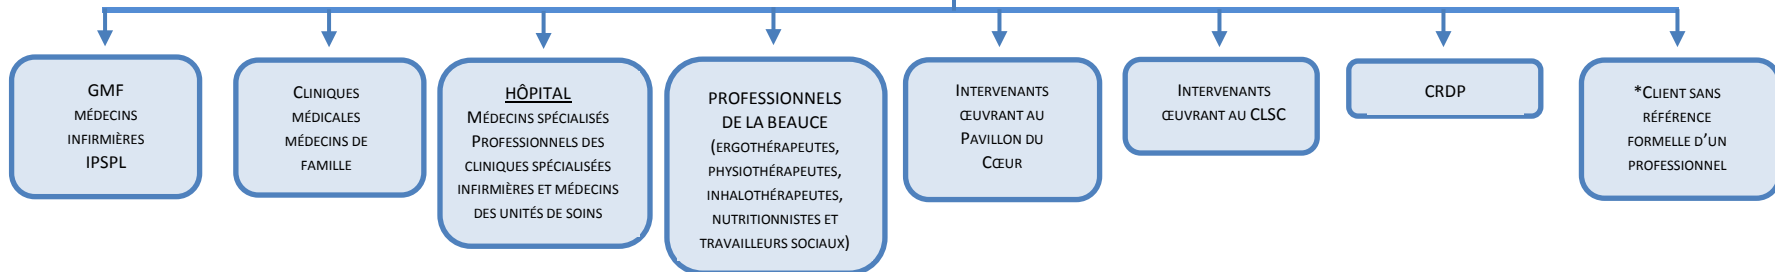 GMF
MÉDECINS
INFIRMIÈRES
IPSPL
CLINIQUES
MÉDICALES
MÉDECINS DE
FAMILLE
HÔPITAL
MÉDECINS SPÉCIALISÉS
PROFESSIONNELS DES
CLINIQUES SPÉCIALISÉES
INFIRMIÈRES ET MÉDECINS
DES UNITÉS DE SOINS
PROFESSIONNELS
DE LA BEAUCE
(ERGOTHÉRAPEUTES,
PHYSIOTHÉRAPEUTES,
INHALOTHÉRAPEUTES,
NUTRITIONNISTES ET
TRAVAILLEURS SOCIAUX)
INTERVENANTS
ŒUVRANT AU
PAVILLON DU
CŒUR
INTERVENANTS
ŒUVRANT AU CLSC
CRDP
*CLIENT SANS
RÉFÉRENCE
FORMELLE D’UN
PROFESSIONNEL